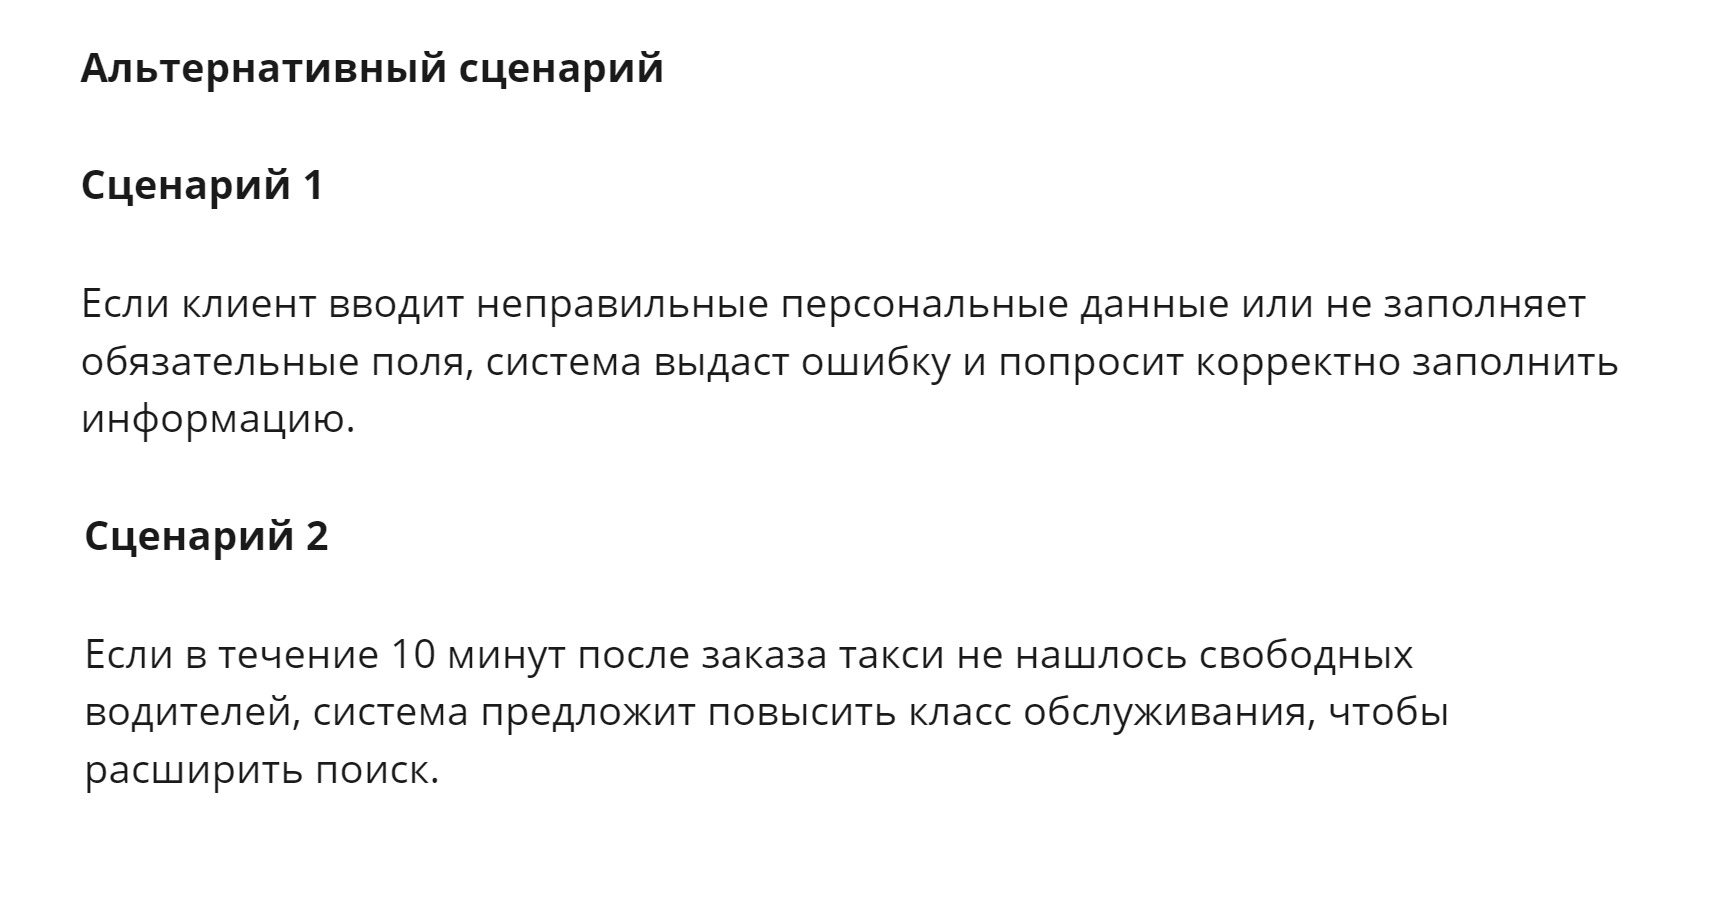 Альтернативный сценарий
Сценарий 1
Если клиент вводит неправильные персональные данные или не заполняет
обязательные поля, система выдаст ошибку и попросит корректно заполнить
информацию.
Сценарий 2
Если в течение 10 минут после заказа такси не нашлось свободных
водителей, система предложит повысить класс обслуживания, чтобы
расширить поиск.